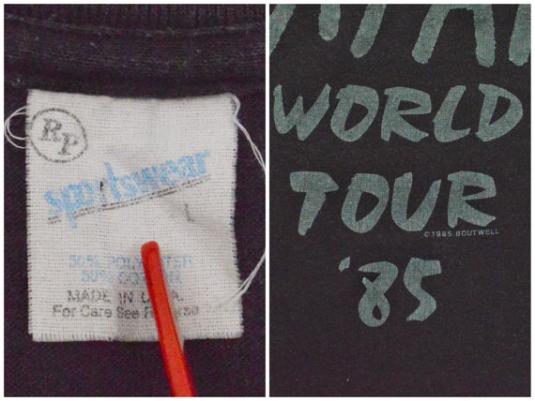 RP
sportswear
L
50% POLYESTER
50% COTTON
MADE IN U.S.A.
For Care See Reverse
WORLD
TOUR
©1985 BOUTWELL
'85